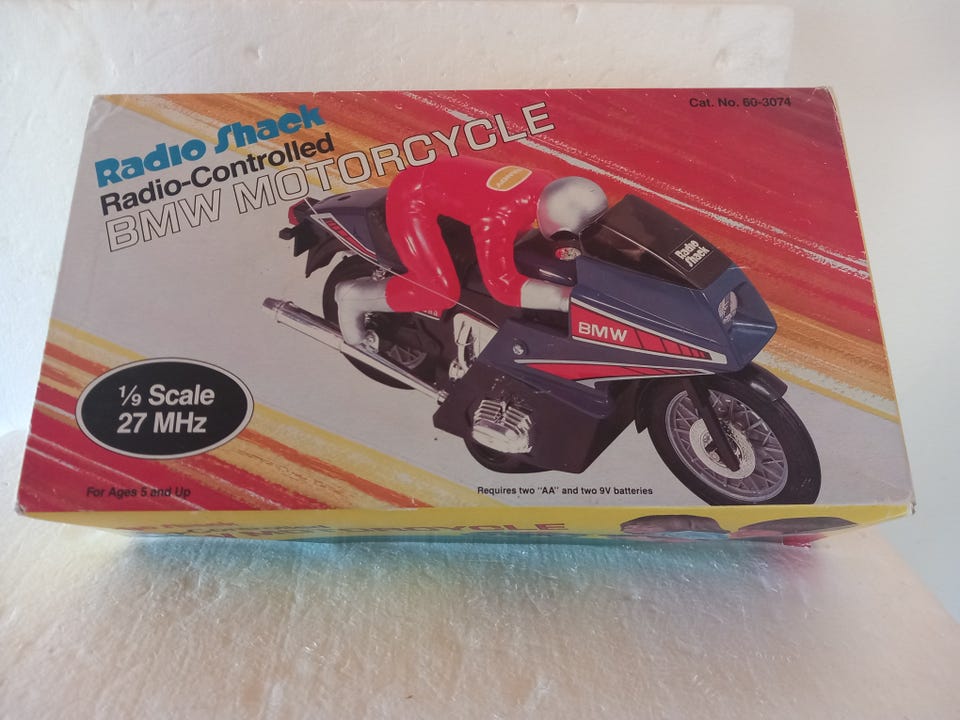 Cat. No. 60-3074
Radio Shack
Radio-Controlled
BMW MOTORCYCLE
Radio Shack
BMW
1/9 Scale
27 MHz
For Ages 5 and Up
Requires two "AA" and two 9V batteries
MOTORCYCLE